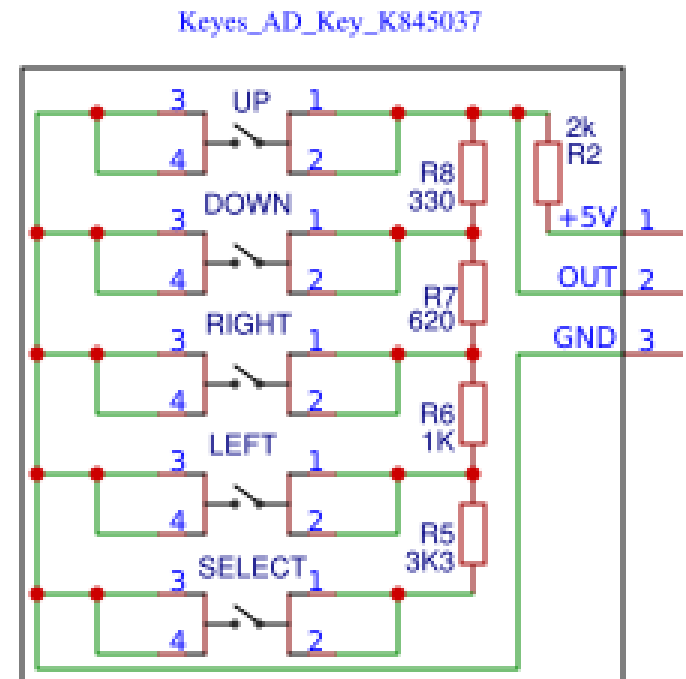 Keyes_AD_Key_K845037
3 UP 1
2k
R2
4 2
R8
330
DOWN
3 1
+5V 1
4 2
OUT 2
R7
620
RIGHT
3 1
GND 3
4 2
R6
1K
LEFT
3 1
4 2
R5
3K3
SELECT
3 1
4 2